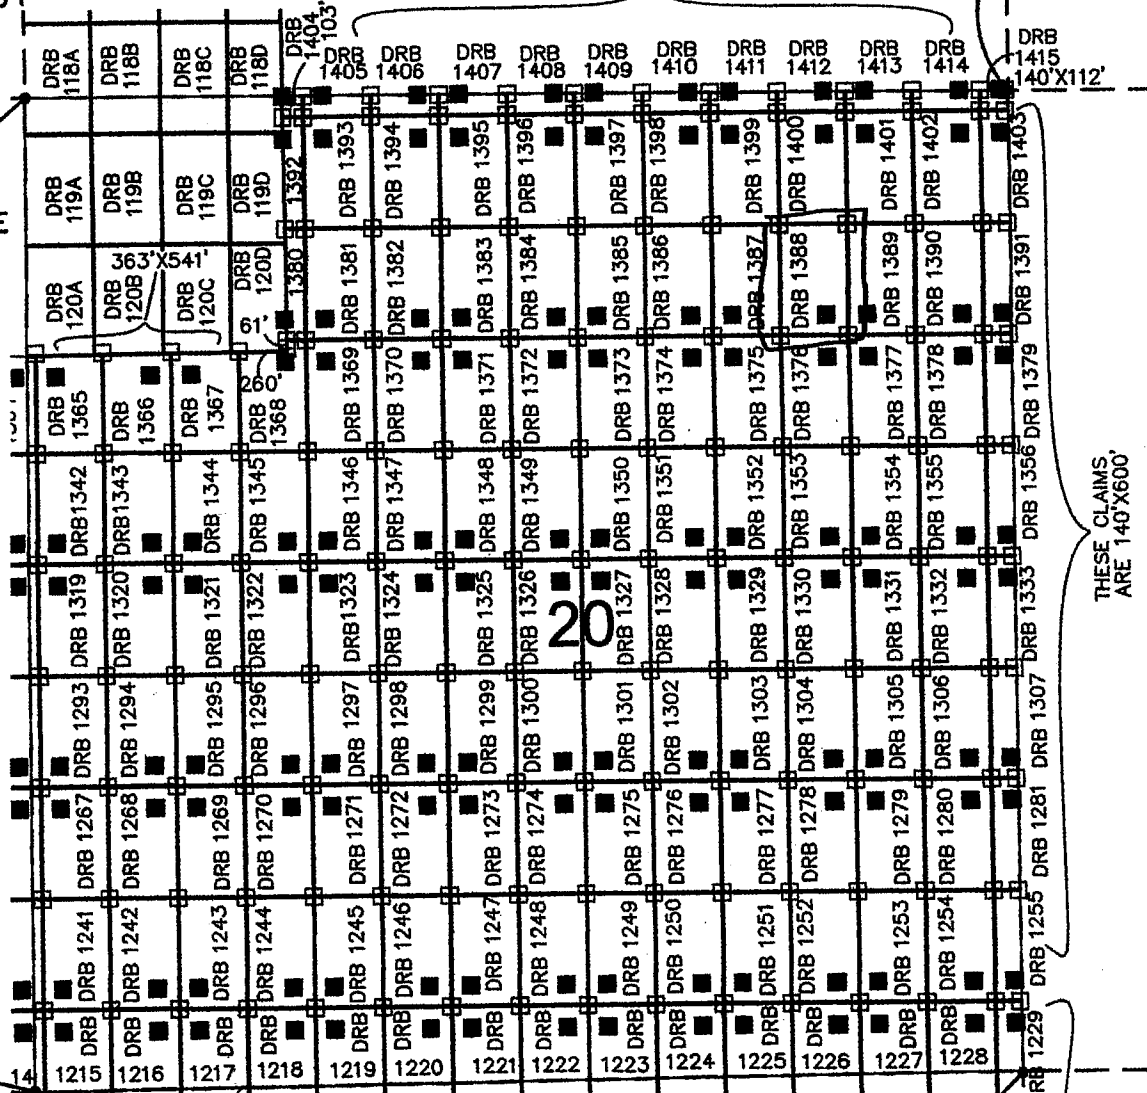 DRB 1404 103'
DRB 1405
DRB 1406
DRB 1407
DRB 1408
DRB 1409
DRB 1410
DRB 1411
DRB 1412
DRB 1413
DRB 1414
DRB 1415
140'X112'
DRB 118A
DRB 118B
DRB 118C
DRB 118D
DRB 119A
DRB 119B
DRB 119C
DRB 119D
1392
DRB 1393
DRB 1394
DRB 1395
DRB 1396
DRB 1397
DRB 1398
DRB 1399
DRB 1400
DRB 1401
DRB 1402
DRB 1403
363'X541'
DRB 120A
DRB 120B
DRB 120C
DRB 120D
1380
DRB 1381
DRB 1382
DRB 1383
DRB 1384
DRB 1385
DRB 1386
DRB 1387
DRB 1388
DRB 1389
DRB 1390
DRB 1391
61'
260'
DRB 1365
DRB 1366
DRB 1367
DRB 1368
DRB 1369
DRB 1370
DRB 1371
DRB 1372
DRB 1373
DRB 1374
DRB 1375
DRB 1376
DRB 1377
DRB 1378
DRB 1379
DRB1342
DRB1343
DRB 1344
DRB 1345
DRB 1346
DRB 1347
DRB 1348
DRB 1349
DRB 1350
DRB 1351
DRB 1352
DRB 1353
DRB 1354
DRB 1355
DRB 1356
THESE CLAIMS
ARE 140'X600'
DRB 1319
DRB 1320
DRB 1321
DRB 1322
DRB1323
DRB 1324
DRB 1325
DRB 1326
20
DRB 1327
DRB 1328
DRB 1329
DRB 1330
DRB 1331
DRB 1332
DRB 1333
DRB 1293
DRB 1294
DRB 1295
DRB 1296
DRB 1297
DRB 1298
DRB 1299
DRB 1300
DRB 1301
DRB 1302
DRB 1303
DRB 1304
DRB 1305
DRB 1306
DRB 1307
DRB 1267
DRB 1268
DRB 1269
DRB 1270
DRB 1271
DRB 1272
DRB 1273
DRB 1274
DRB 1275
DRB 1276
DRB 1277
DRB 1278
DRB 1279
DRB 1280
DRB 1281
DRB 1241
DRB 1242
DRB 1243
DRB 1244
DRB 1245
DRB 1246
DRB 1247
DRB 1248
DRB 1249
DRB 1250
DRB 1251
DRB 1252
DRB 1253
DRB 1254
DRB 1255
14
DRB 1215
DRB 1216
DRB 1217
DRB 1218
DRB 1219
DRB 1220
DRB 1221
DRB 1222
DRB 1223
DRB 1224
DRB 1225
DRB 1226
DRB 1227
DRB 1228
RB 1229